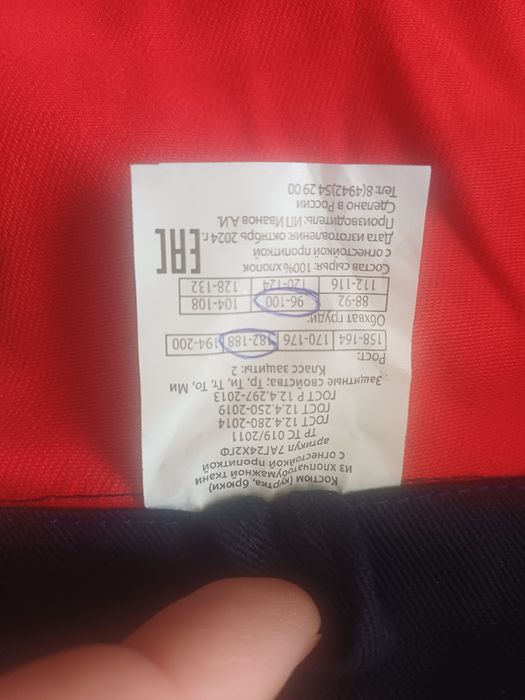 Костюм (куртка, брюки)
из хлопчатобумажной ткани
с огнестойкой пропиткой
артикул 7АГ24Х2ГФ
ТР ТС 019/2011
ГОСТ 12.4.280-2014
ГОСТ 12.4.250-2019
ГОСТ Р 12.4.297-2013
Защитные свойства; Тр; Ти, Тт, То, Ми
Класс защиты: 2
Рост:
158-164 170-176 182-188 194-200
Обхват груди:
88-92 96-100 104-108
112-116 120-124 128-132
Состав сырья: 100% хлопок
с огнестойкой пропиткой
Дата изготовления: октябрь 2024 г.
Производитель: ИП Иванов А.И.
Сделано в России
Тел: 8(4942)54 29 00
ЕАС